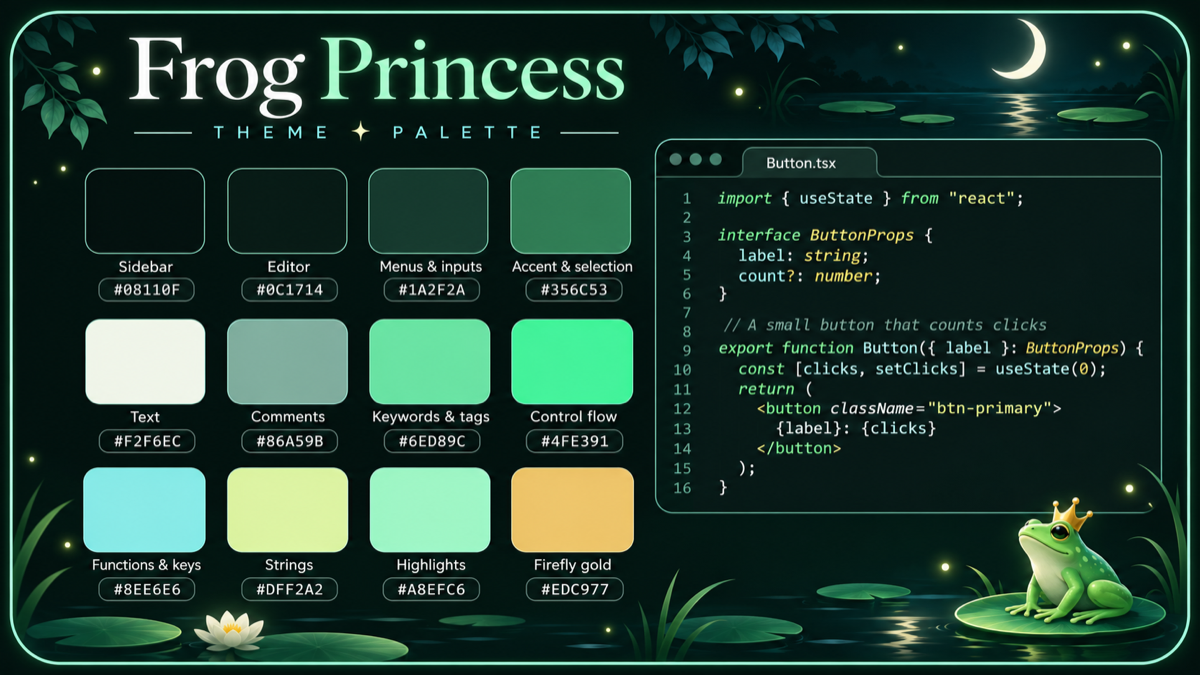 Frog Princess
THEME PALETTE
Sidebar
#08110F
Editor
#0C1714
Menus & inputs
#1A2F2A
Accent & selection
#356C53
Text
#F2F6EC
Comments
#86A59B
Keywords & tags
#6ED89C
Control flow
#4FE391
Functions & keys
#8EE6E6
Strings
#DFF2A2
Highlights
#A8EFC6
Firefly gold
#EDC977
Button.tsx
1 import { useState } from "react";
2
3 interface ButtonProps {
4 label: string;
5 count?: number;
6 }
7
8 // A small button that counts clicks
9 export function Button({ label }: ButtonProps) {
10 const [clicks, setClicks] = useState(0);
11 return (
12 <button className="btn-primary">
13 {label}: {clicks}
14 </button>
15 );
16 }